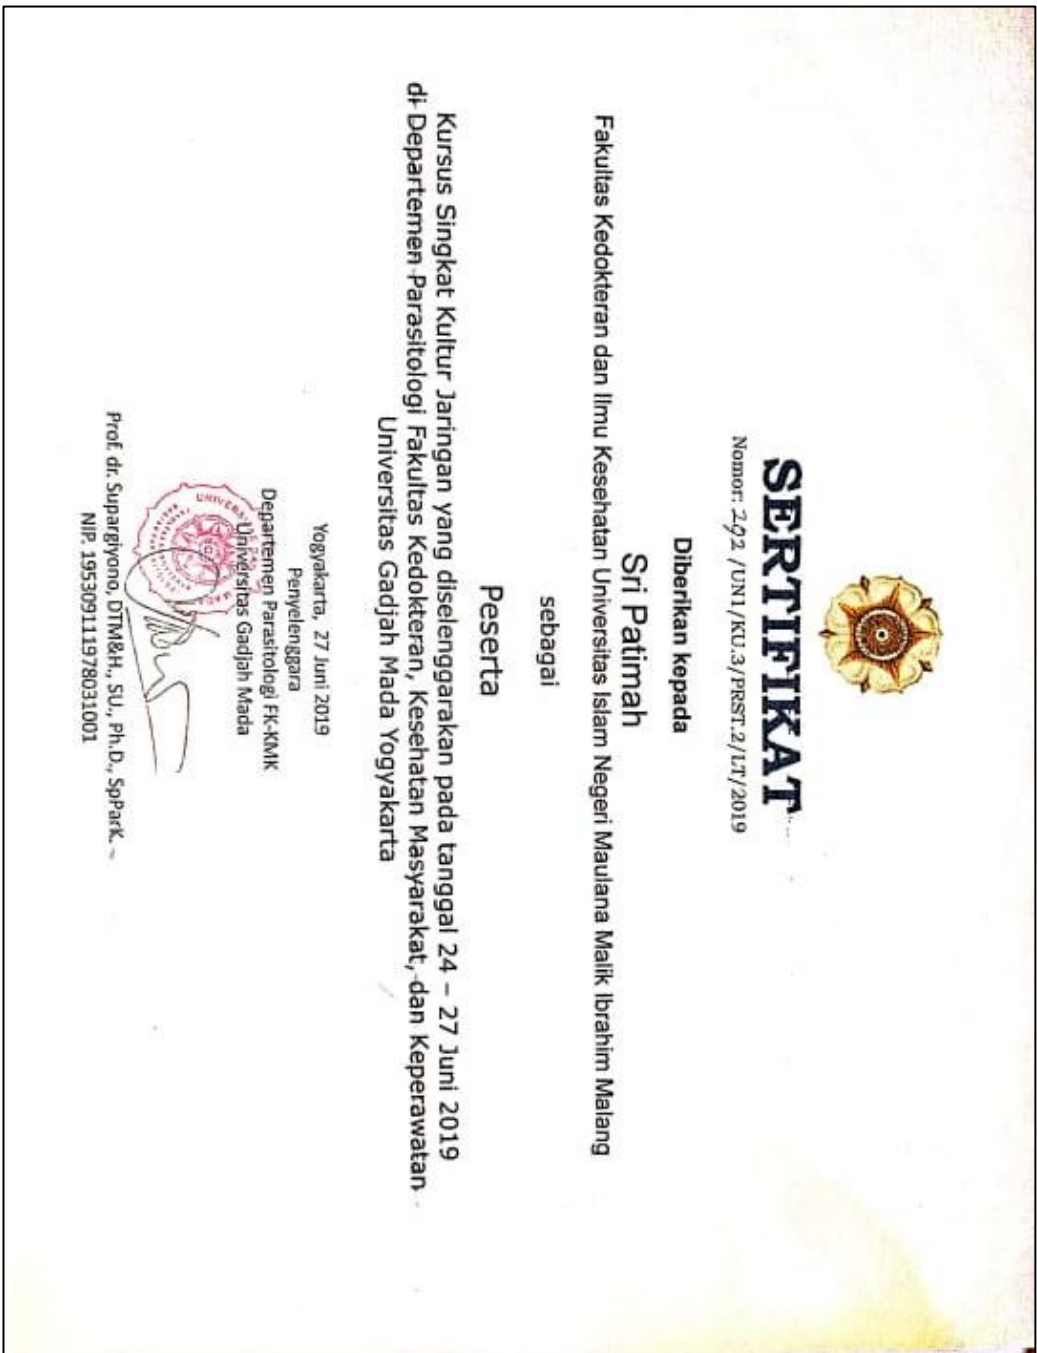 SERTIFIKAT
Nomor: 292 /UN1/KU.3/PRST.2/LT/2019
Diberikan kepada
Sri Patimah
Fakultas Kedokteran dan Ilmu Kesehatan Universitas Islam Negeri Maulana Malik Ibrahim Malang
sebagai
Peserta
Kursus Singkat Kultur Jaringan yang diselenggarakan pada tanggal 24 – 27 Juni 2019
di Departemen Parasitologi Fakultas Kedokteran, Kesehatan Masyarakat, dan Keperawatan
Universitas Gadjah Mada Yogyakarta
Yogyakarta, 27 Juni 2019
Penyelenggara
Departemen Parasitologi FK-KMK
Universitas Gadjah Mada
Prof. dr. Supargiyono, DTM&H., SU., Ph.D., SpParK.
NIP. 195309111978031001